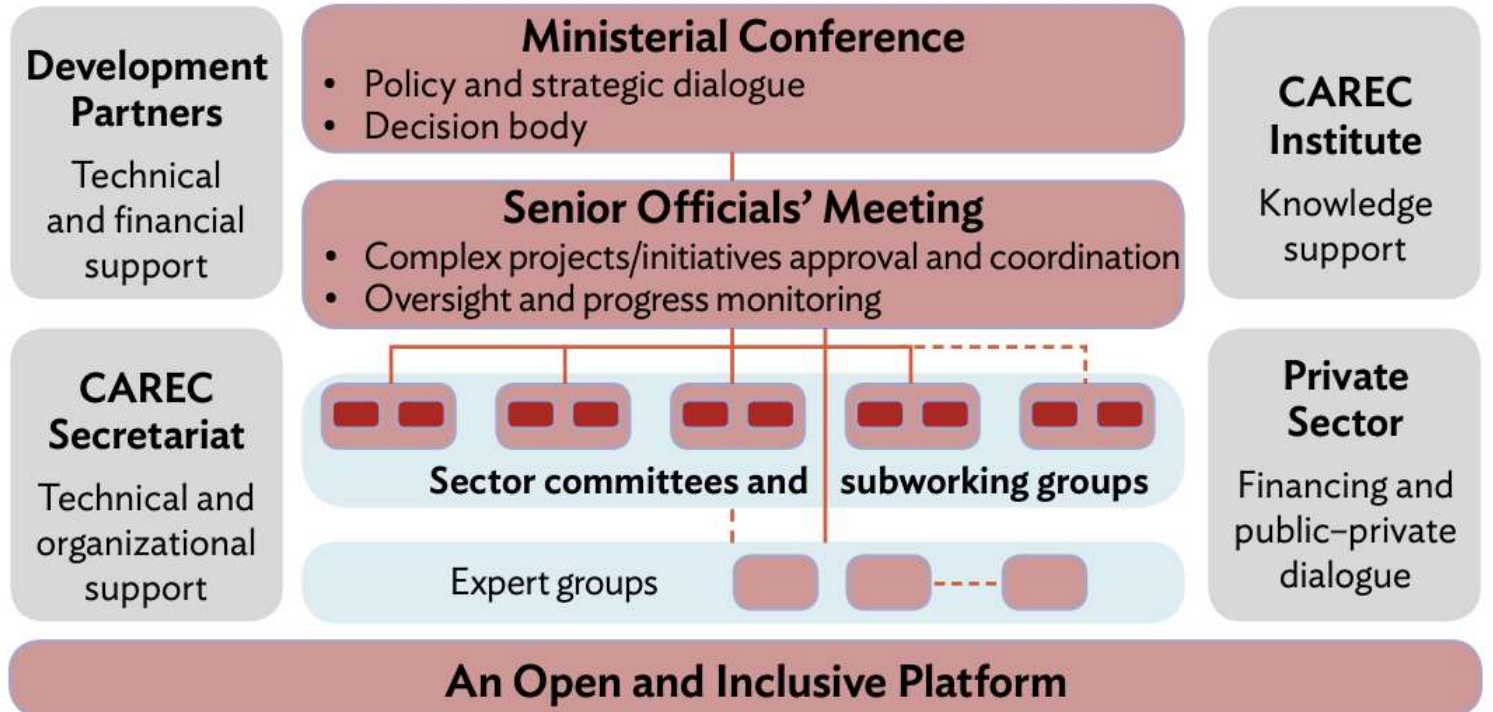 Development
Partners
Technical
and financial
support
Ministerial Conference
• Policy and strategic dialogue
• Decision body
CAREC
Institute
Knowledge
support
Senior Officials’ Meeting
• Complex projects/initiatives approval and coordination
• Oversight and progress monitoring
CAREC
Secretariat
Technical and
organizational
support
Sector committees and subworking groups
Expert groups
Private
Sector
Financing and
public–private
dialogue
An Open and Inclusive Platform